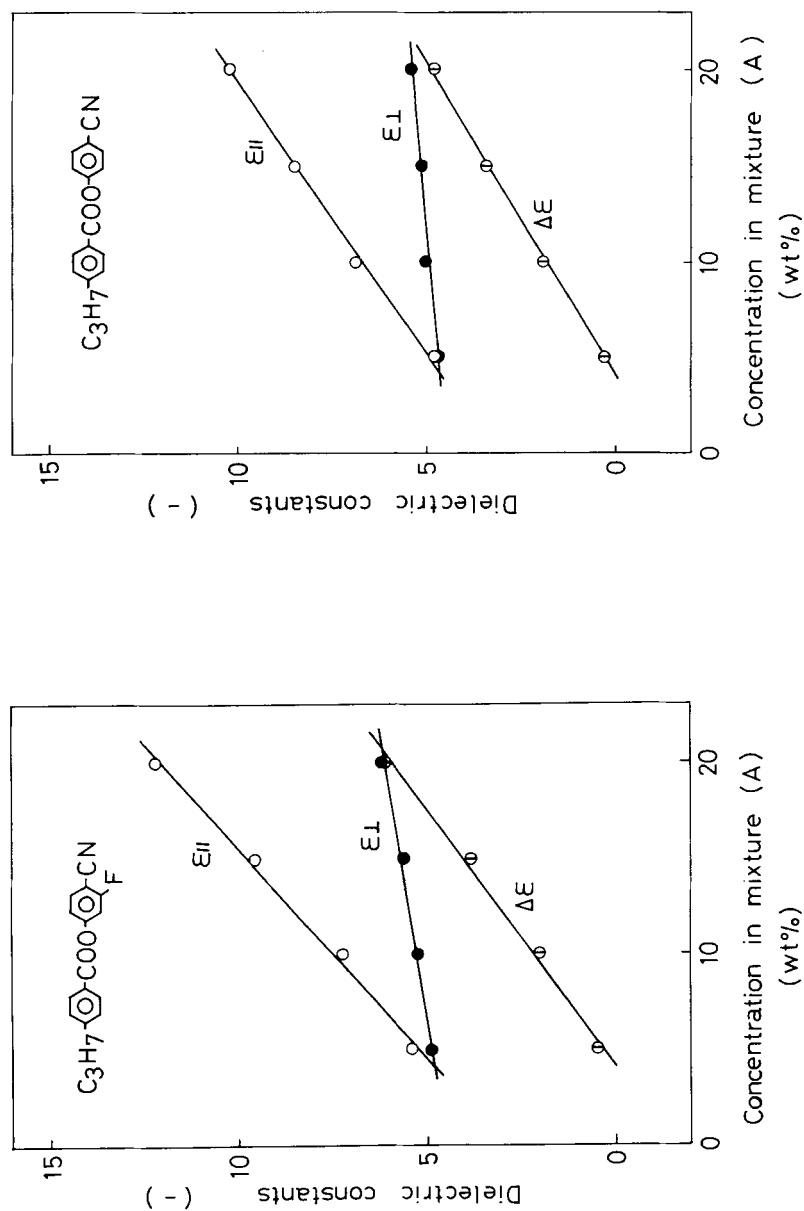 C3H7-COO-CN
ε//
ε⊥
Δε
15
10
5
0
Dielectric constants (-)
0
10
20
Concentration in mixture (A)
(wt%)
C3H7-COO-CN
F
ε//
ε⊥
Δε
15
10
5
0
Dielectric constants (-)
0
10
20
Concentration in mixture (A)
(wt%)